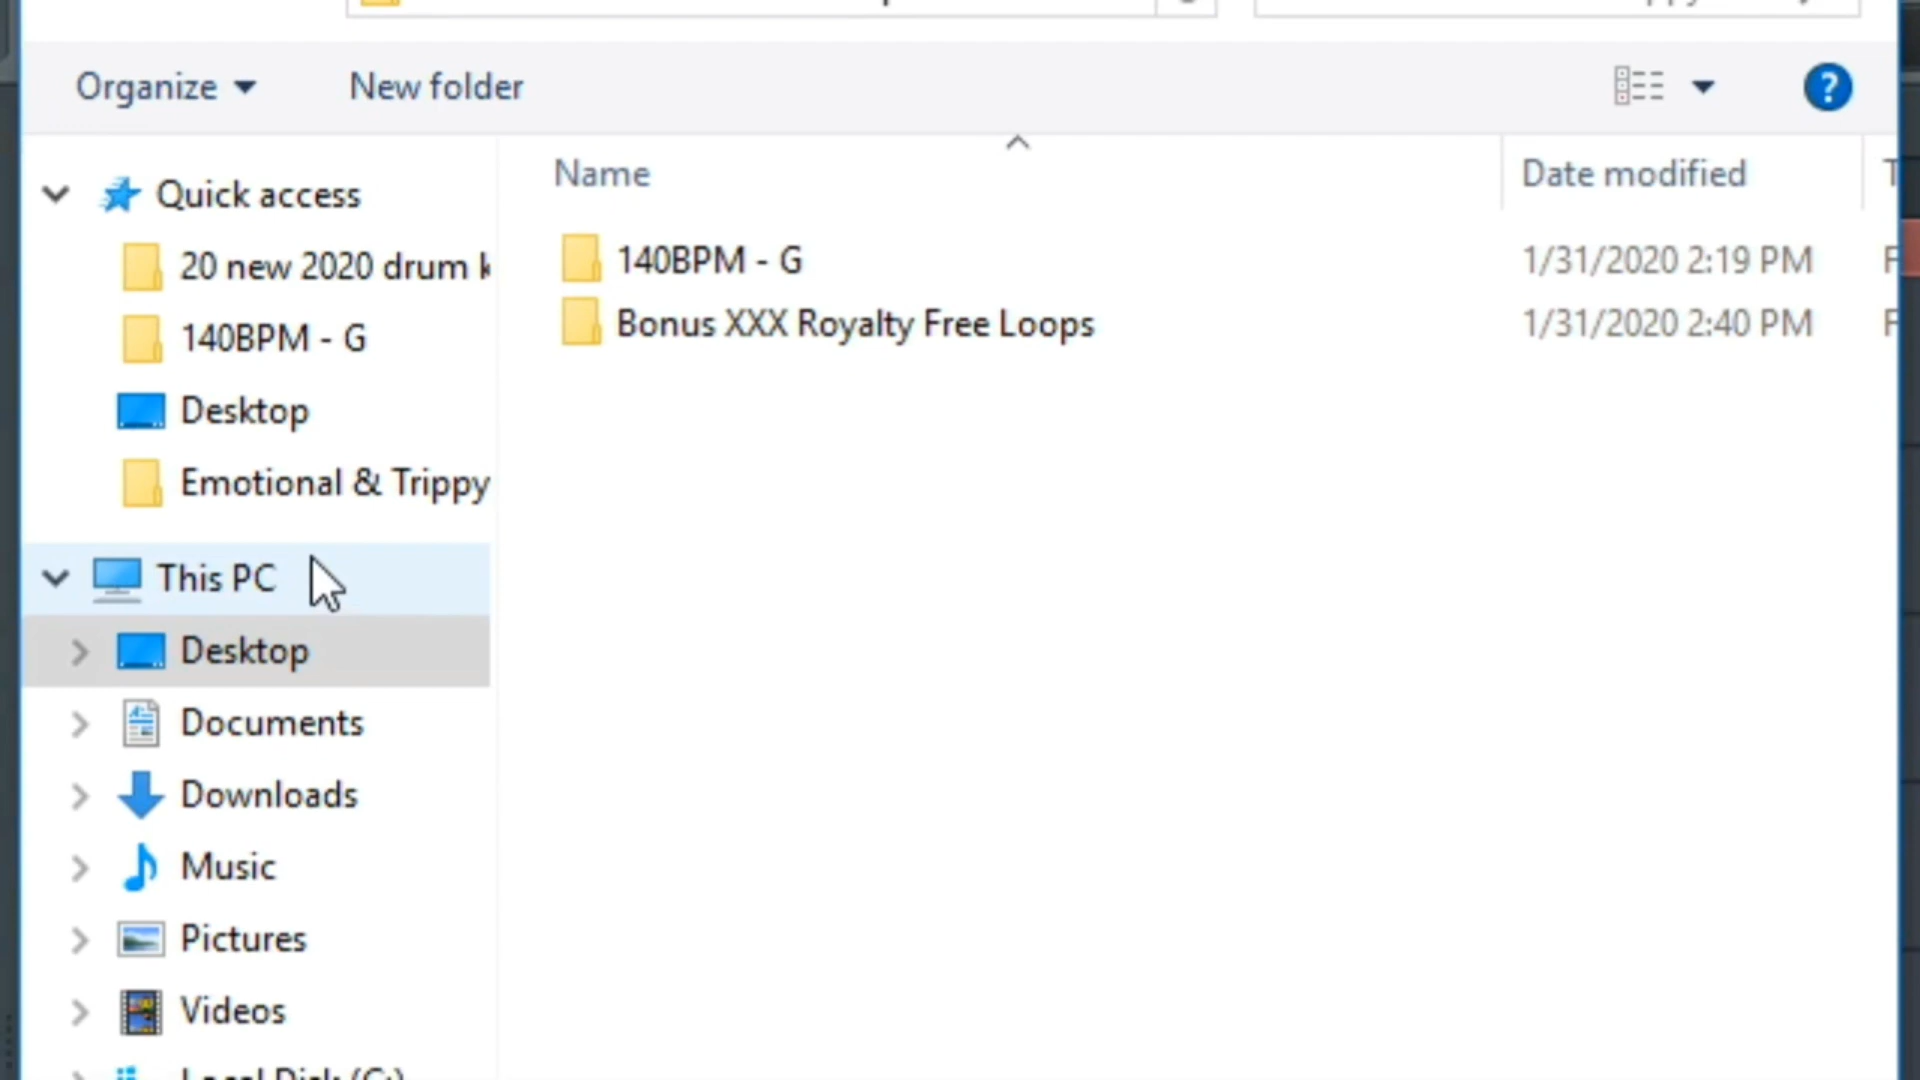 Organize
New folder
?
Name
Date modified
Quick access
20 new 2020 drum k
140BPM - G
Desktop
Emotional & Trippy
This PC
Desktop
Documents
Downloads
Music
Pictures
Videos
Local Disk (C:)
140BPM - G
1/31/2020 2:19 PM
Bonus XXX Royalty Free Loops
1/31/2020 2:40 PM